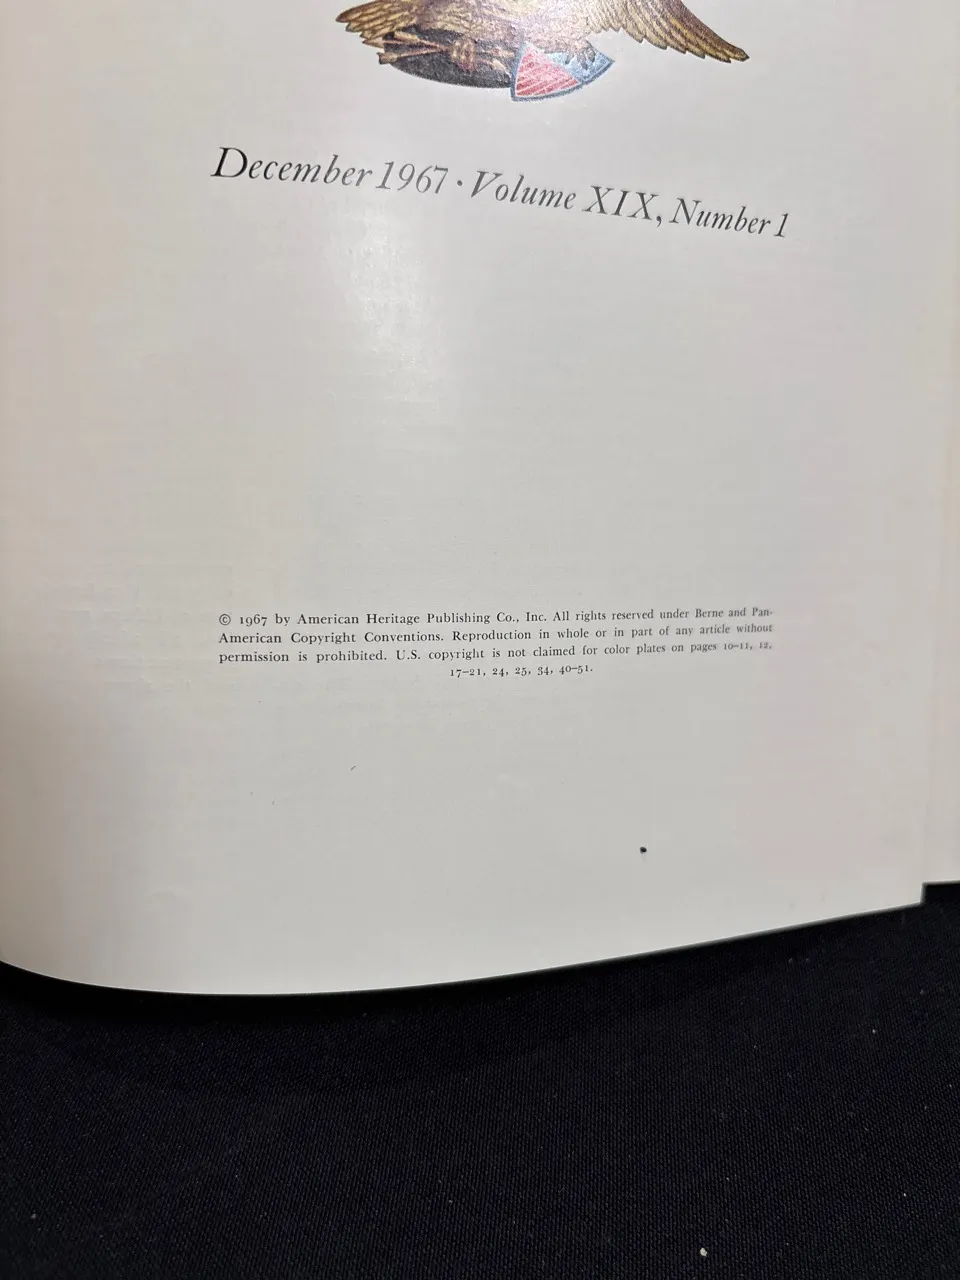 December 1967 · Volume XIX, Number 1
© 1967 by American Heritage Publishing Co., Inc. All rights reserved under Berne and Pan-
American Copyright Conventions. Reproduction in whole or in part of any article without
permission is prohibited. U.S. copyright is not claimed for color plates on pages 10–11, 12,
17–21, 24, 25, 34, 40–51.